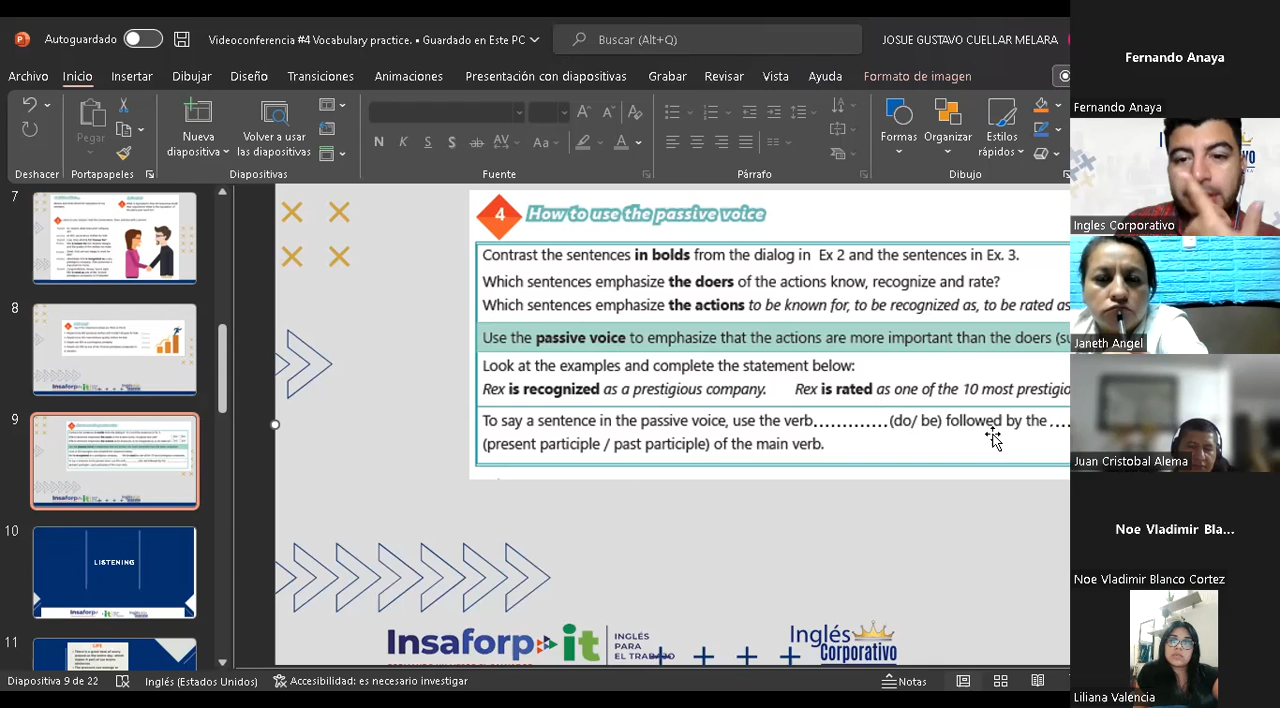 Autoguardado
Videoconferencia #4 Vocabulary practice. • Guardado en Este PC
Buscar (Alt+Q)
JOSUE GUSTAVO CUELLAR MELARA
Archivo Inicio Insertar Dibujar Diseño Transiciones Animaciones Presentación con diapositivas Grabar Revisar Vista Ayuda Formato de imagen
Pegar
Nueva diapositiva
Volver a usar las diapositivas
N K S S ab Aa A
Formas Organizar Estilos rápidos
Deshacer Portapapeles Diapositivas Fuente Párrafo Dibujo
7
8
9
10
LISTENING
11
4 How to use the passive voice
Contrast the sentences in bolds from the dialog in Ex 2 and the sentences in Ex. 3.
Which sentences emphasize the doers of the actions know, recognize and rate?
Which sentences emphasize the actions to be known for, to be recognized as, to be rated as
Use the passive voice to emphasize that the actions are more important than the doers (su
Look at the examples and complete the statement below:
Rex is recognized as a prestigious company. Rex is rated as one of the 10 most prestigio
To say a sentence in the passive voice, use the verb............(do/ be) followed by the ....
(present participle / past participle) of the main verb.
Insaforp it
INGLÉS
PARA
EL TRABAJO
Inglés
Corporativo
Diapositiva 9 de 22
Inglés (Estados Unidos)
Accesibilidad: es necesario investigar
Notas
Fernando Anaya
Fernando Anaya
Ingles Corporativo
Janeth Angel
Juan Cristobal Alema
Noe Vladimir Bla...
Noe Vladimir Blanco Cortez
Liliana Valencia